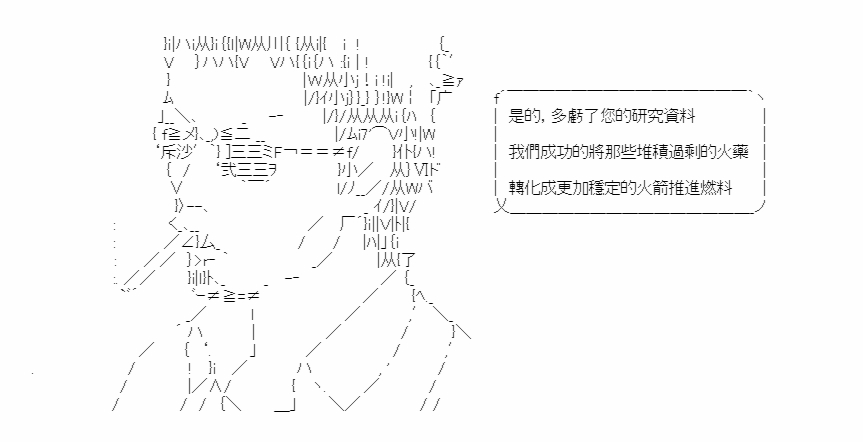 是的，多虧了您的研究資料
我們成功的將那些堆積過剩的火藥
轉化成更加穩定的火箭推進燃料